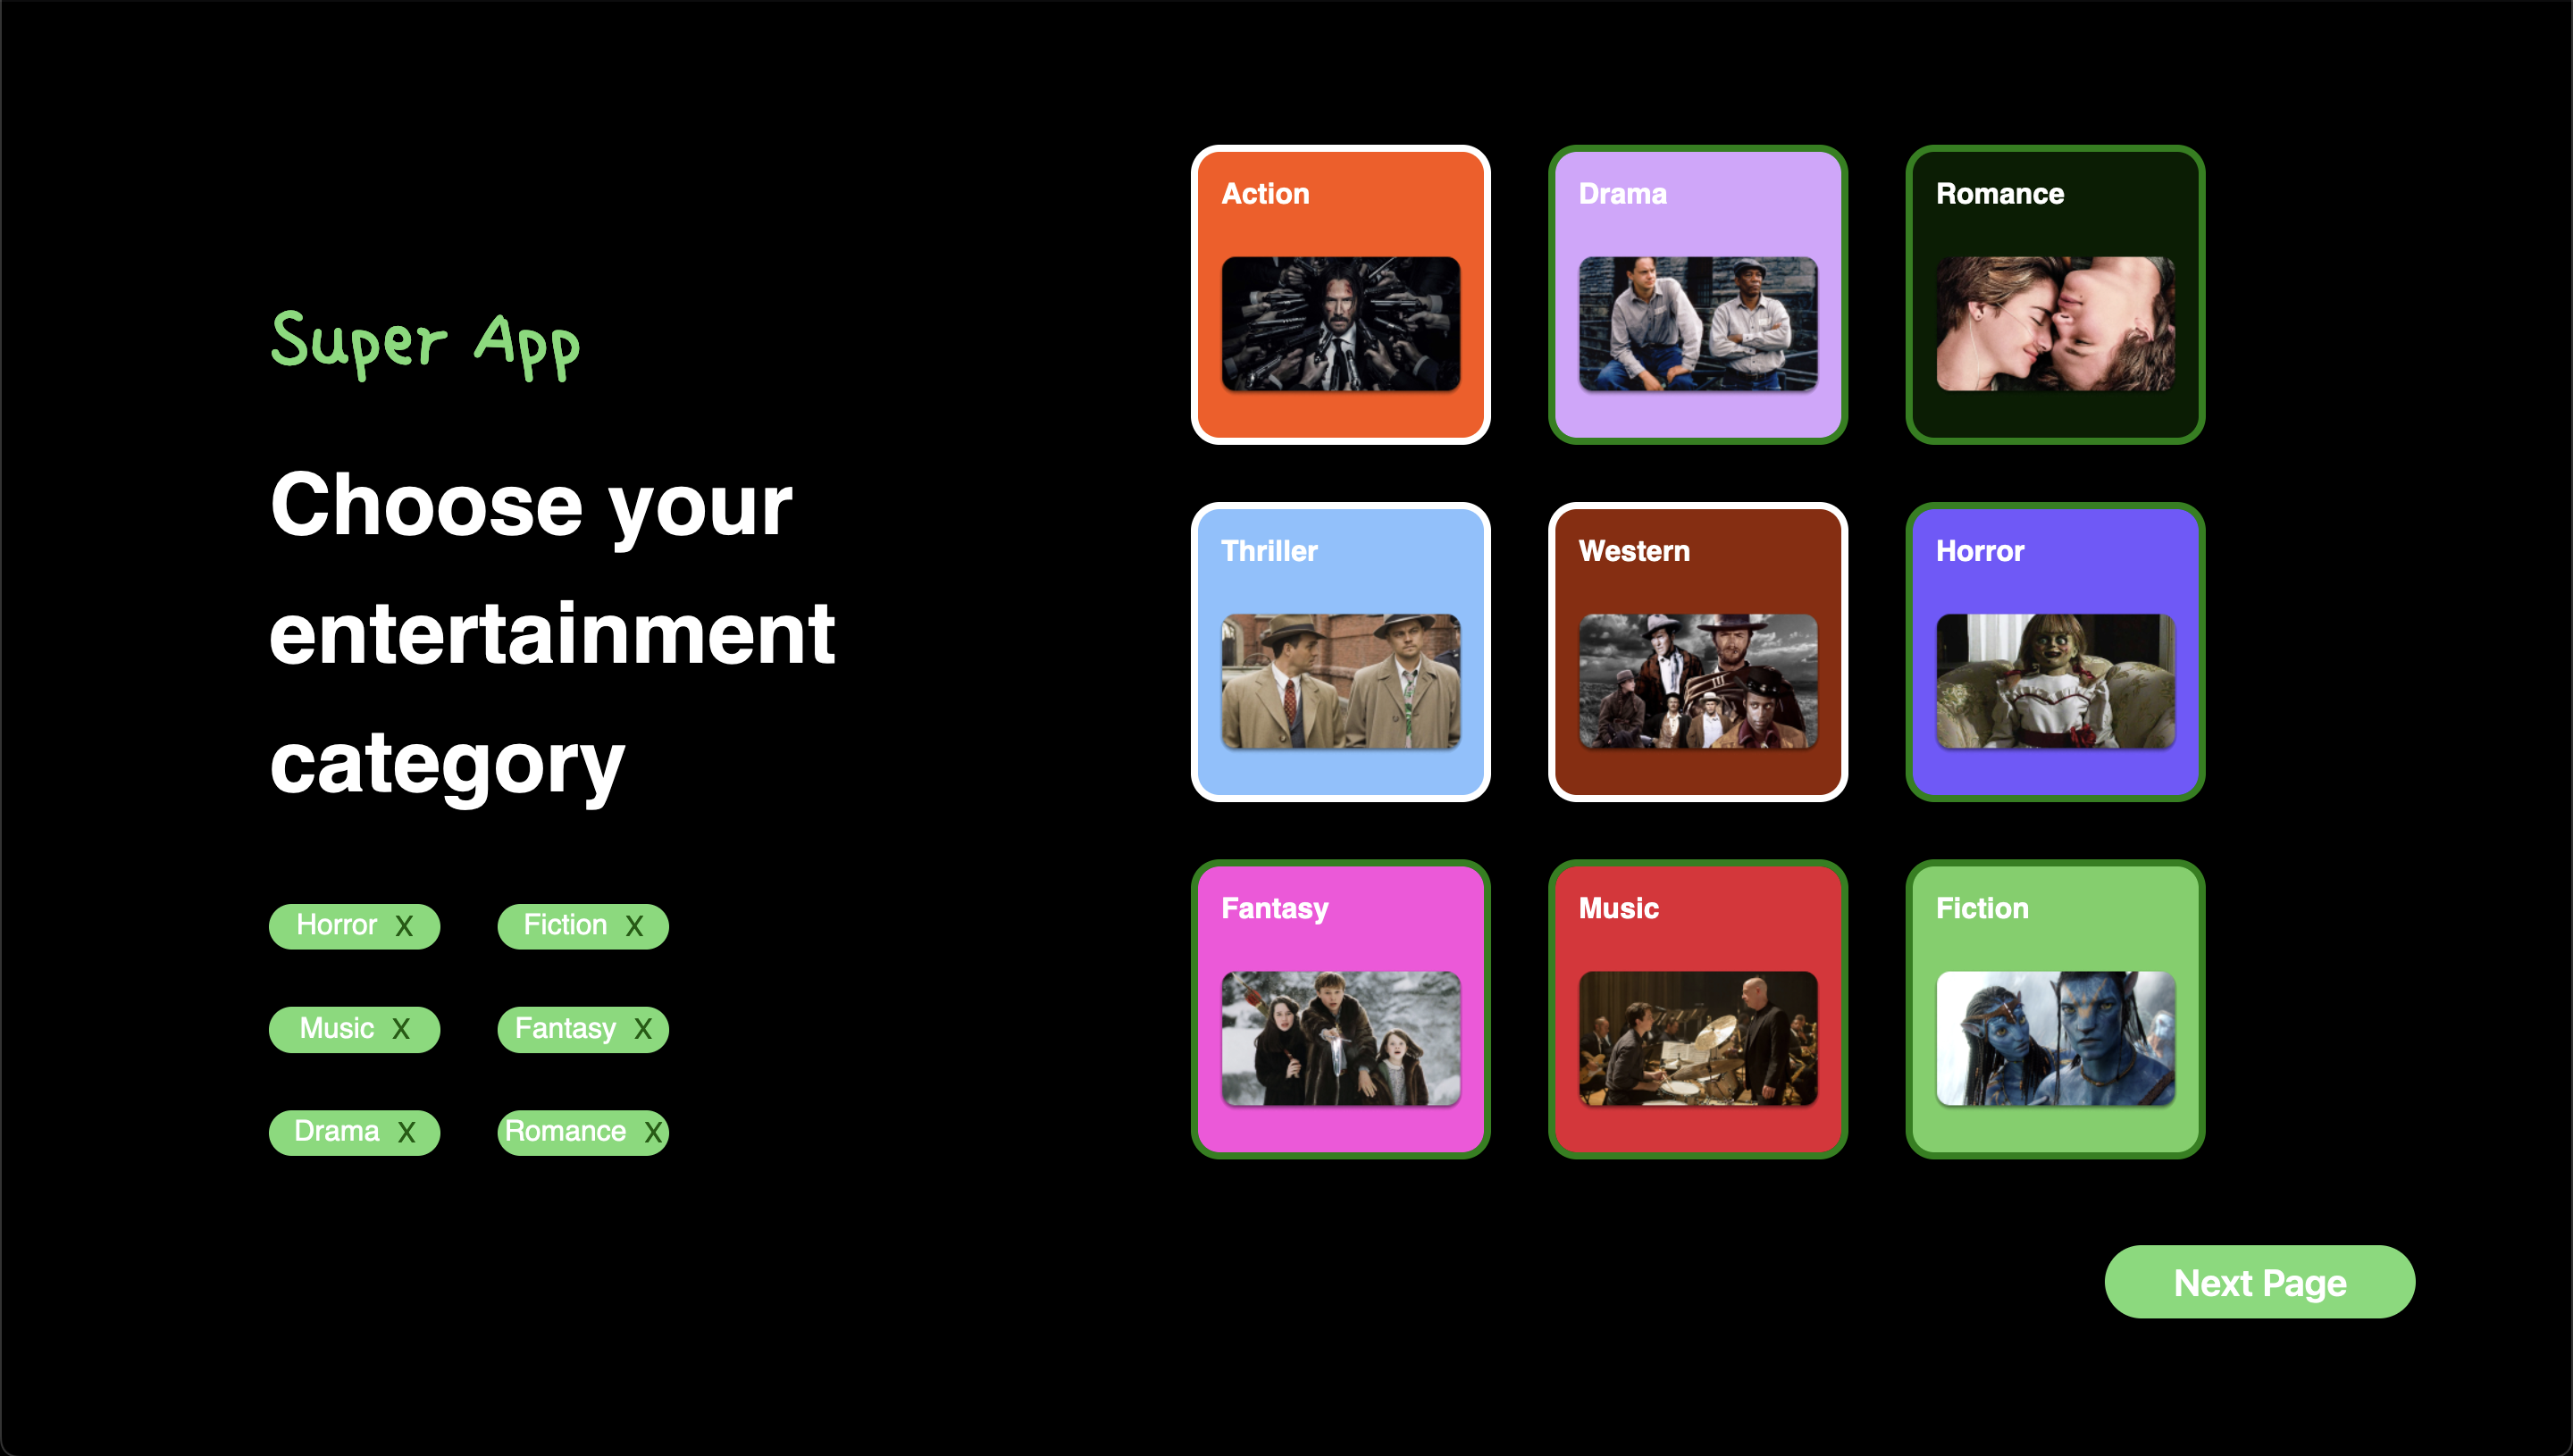 Super App
Choose your
entertainment
category
Horror X
Fiction X
Music X
Fantasy X
Drama X
Romance X
Action
Drama
Romance
Thriller
Western
Horror
Fantasy
Music
Fiction
Next Page